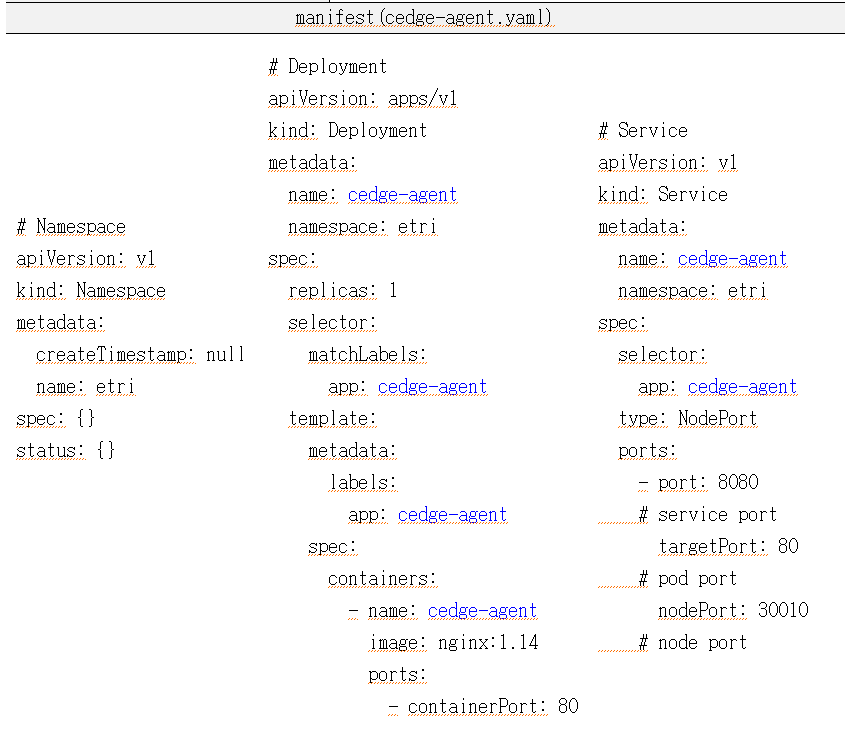 manifest(cedge-agent.yaml)
# Namespace
apiVersion: v1
kind: Namespace
metadata:
  createTimestamp: null
  name: etri
spec: {}
status: {}
# Deployment
apiVersion: apps/v1
kind: Deployment
metadata:
  name: cedge-agent
  namespace: etri
spec:
  replicas: 1
  selector:
    matchLabels:
      app: cedge-agent
  template:
    metadata:
      labels:
        app: cedge-agent
    spec:
      containers:
        - name: cedge-agent
          image: nginx:1.14
          ports:
            - containerPort: 80
# Service
apiVersion: v1
kind: Service
metadata:
  name: cedge-agent
  namespace: etri
spec:
  selector:
    app: cedge-agent
  type: NodePort
  ports:
    - port: 8080
    # service port
      targetPort: 80
    # pod port
      nodePort: 30010
    # node port